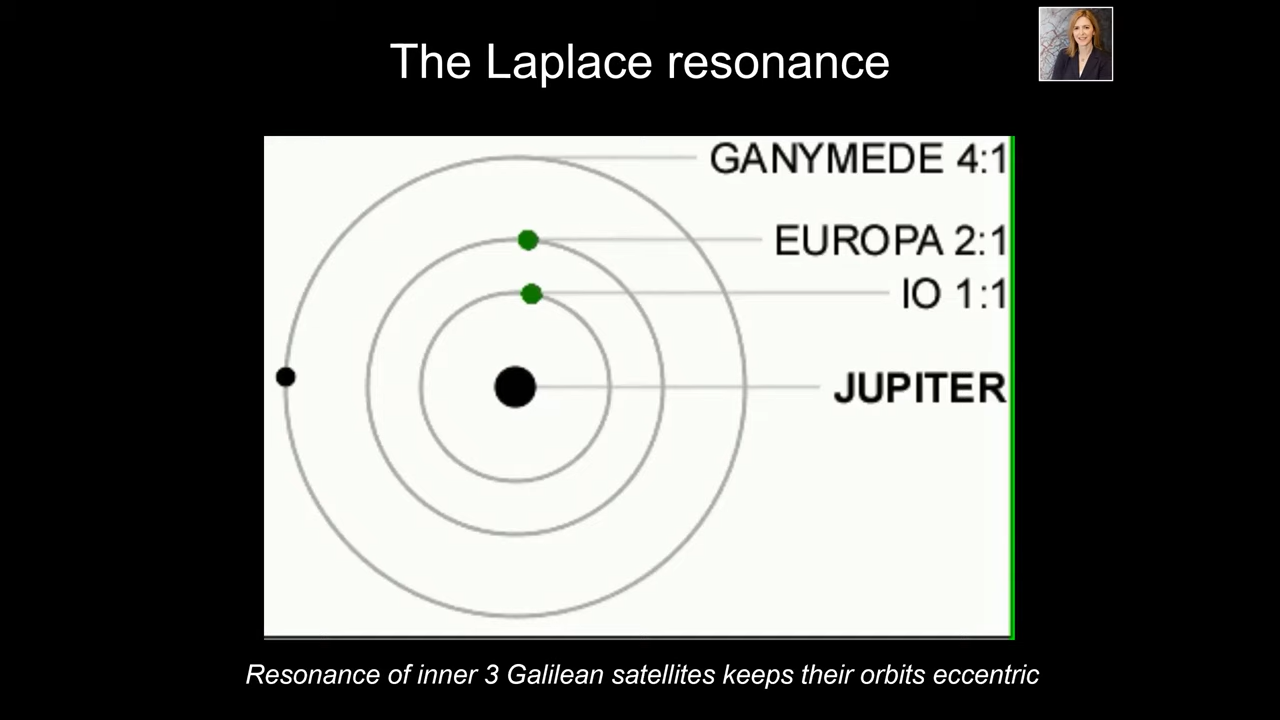 The Laplace resonance
GANYMEDE 4:1
EUROPA 2:1
IO 1:1
JUPITER
Resonance of inner 3 Galilean satellites keeps their orbits eccentric